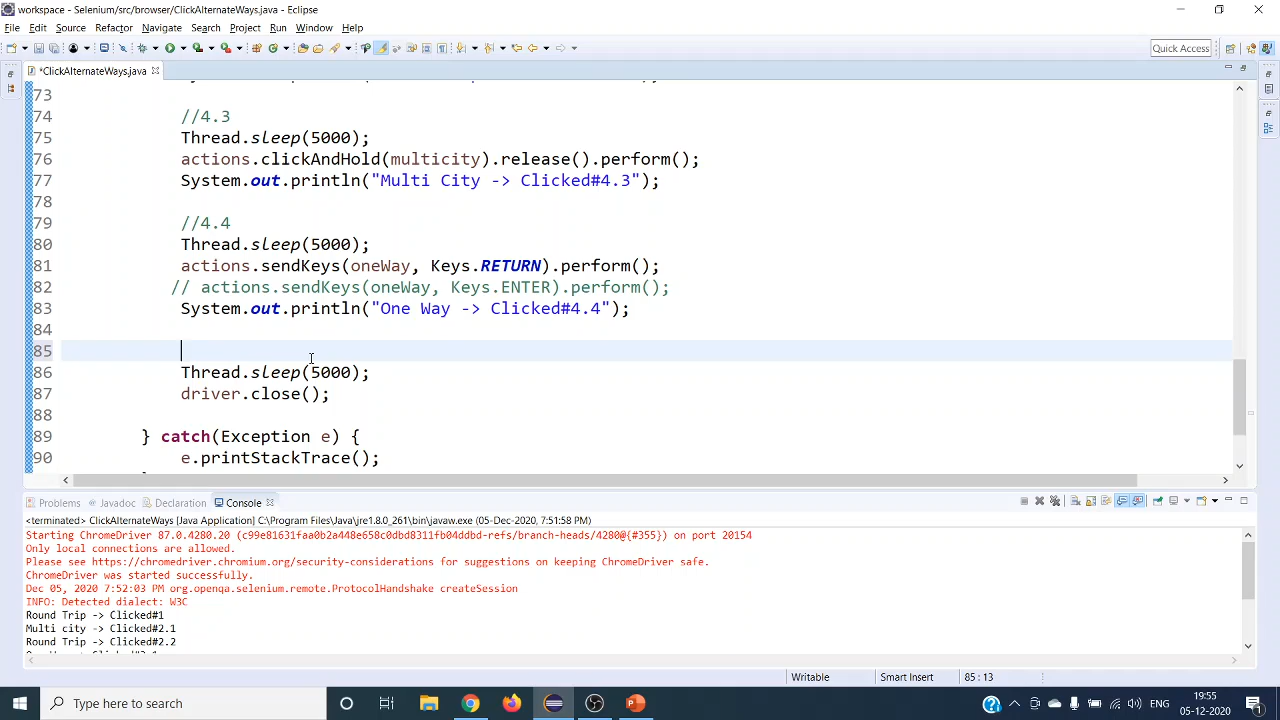 workspace - Selenium/src/browser/ClickAlternateWays.java - Eclipse
File Edit Source Refactor Navigate Search Project Run Window Help
Quick Access
*ClickAlternateWays.java
73
74 //4.3
75 Thread.sleep(5000);
76 actions.clickAndHold(multicity).release().perform();
77 System.out.println("Multi City -> Clicked#4.3");
78
79 //4.4
80 Thread.sleep(5000);
81 actions.sendKeys(oneWay, Keys.RETURN).perform();
82 // actions.sendKeys(oneWay, Keys.ENTER).perform();
83 System.out.println("One Way -> Clicked#4.4");
84
85
86 Thread.sleep(5000);
87 driver.close();
88
89 } catch(Exception e) {
90 e.printStackTrace();
Problems Javadoc Declaration Console
<terminated> ClickAlternateWays [Java Application] C:\Program Files\Java\jre1.8.0_261\bin\javaw.exe (05-Dec-2020, 7:51:58 PM)
Starting ChromeDriver 87.0.4280.20 (c99e81631faa0b2a448e658c0dbd8311fb04ddbd-refs/branch-heads/4280@{#355}) on port 20154
Only local connections are allowed.
Please see https://chromedriver.chromium.org/security-considerations for suggestions on keeping ChromeDriver safe.
ChromeDriver was started successfully.
Dec 05, 2020 7:52:03 PM org.openqa.selenium.remote.ProtocolHandshake createSession
INFO: Detected dialect: W3C
Round Trip -> Clicked#1
Multi city -> Clicked#2.1
Round Trip -> Clicked#2.2
Writable Smart Insert 85 : 13
Type here to search
ENG
19:55
05-12-2020